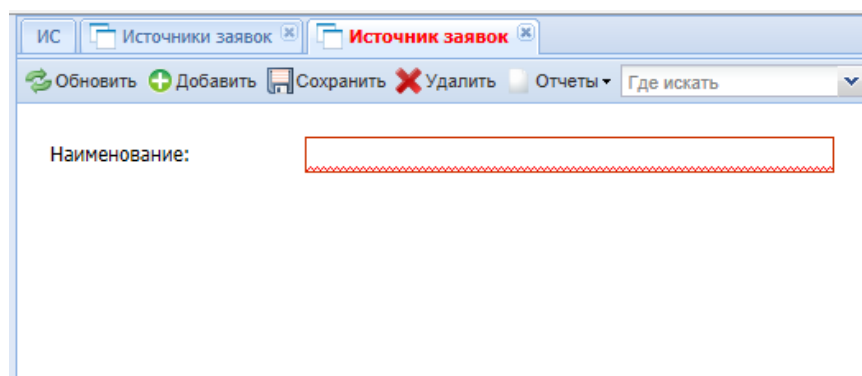 ИС Источники заявок Источник заявок
Обновить Добавить Сохранить Удалить Отчеты Где искать
Наименование: